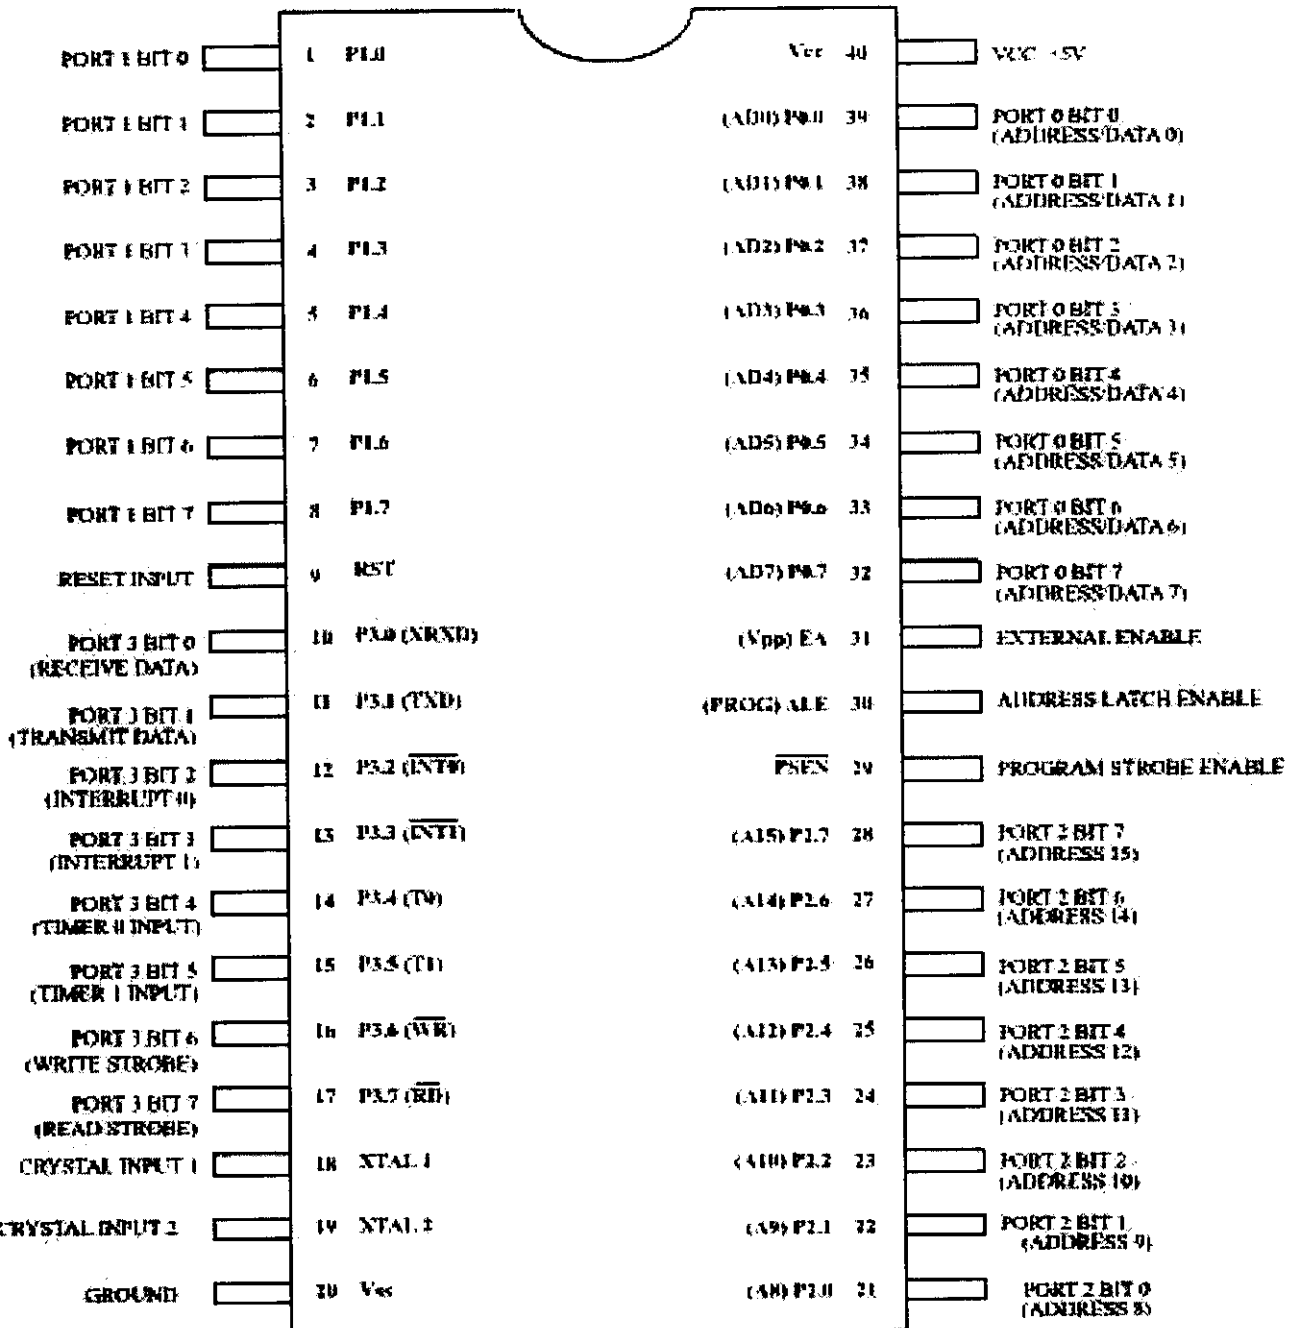 PORT 1 BIT 0 1 P1.0 Vcc 40 VCC +5V
PORT 1 BIT 1 2 P1.1 (AD0) P0.0 39 PORT 0 BIT 0
(ADDRESS/DATA 0)
PORT 1 BIT 2 3 P1.2 (AD1) P0.1 38 PORT 0 BIT 1
(ADDRESS/DATA 1)
PORT 1 BIT 3 4 P1.3 (AD2) P0.2 37 PORT 0 BIT 2
(ADDRESS/DATA 2)
PORT 1 BIT 4 5 P1.4 (AD3) P0.3 36 PORT 0 BIT 3
(ADDRESS/DATA 3)
PORT 1 BIT 5 6 P1.5 (AD4) P0.4 35 PORT 0 BIT 4
(ADDRESS/DATA 4)
PORT 1 BIT 6 7 P1.6 (AD5) P0.5 34 PORT 0 BIT 5
(ADDRESS/DATA 5)
PORT 1 BIT 7 8 P1.7 (AD6) P0.6 33 PORT 0 BIT 6
(ADDRESS/DATA 6)
RESET INPUT 9 RST (AD7) P0.7 32 PORT 0 BIT 7
(ADDRESS/DATA 7)
PORT 3 BIT 0 10 P3.0 (XRXD) (Vpp) EA 31 EXTERNAL ENABLE
(RECEIVE DATA)
PORT 3 BIT 1 11 P3.1 (TXD) (PROG) ALE 30 ADDRESS LATCH ENABLE
(TRANSMIT DATA)
PORT 3 BIT 2 12 P3.2 (INT0) PSEN 29 PROGRAM STROBE ENABLE
(INTERRUPT 0)
PORT 3 BIT 3 13 P3.3 (INT1) (A15) P2.7 28 PORT 2 BIT 7
(INTERRUPT 1) (ADDRESS 15)
PORT 3 BIT 4 14 P3.4 (T0) (A14) P2.6 27 PORT 2 BIT 6
(TIMER 0 INPUT) (ADDRESS 14)
PORT 3 BIT 5 15 P3.5 (T1) (A13) P2.5 26 PORT 2 BIT 5
(TIMER 1 INPUT) (ADDRESS 13)
PORT 3 BIT 6 16 P3.6 (WR) (A12) P2.4 25 PORT 2 BIT 4
(WRITE STROBE) (ADDRESS 12)
PORT 3 BIT 7 17 P3.7 (RD) (A11) P2.3 24 PORT 2 BIT 3
(READ STROBE) (ADDRESS 11)
CRYSTAL INPUT 1 18 XTAL 1 (A10) P2.2 23 PORT 2 BIT 2
(ADDRESS 10)
CRYSTAL INPUT 2 19 XTAL 2 (A9) P2.1 22 PORT 2 BIT 1
(ADDRESS 9)
GROUND 20 Vss (A8) P2.0 21 PORT 2 BIT 0
(ADDRESS 8)